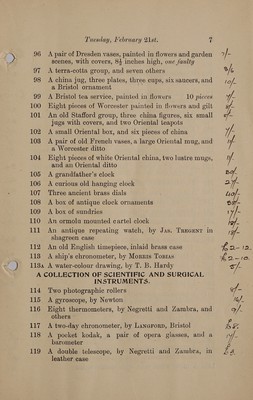 Tuesday, February 21st. 7
96 A pair of Dresden vases, painted in flowers and garden
scenes, with covers, 8½ inches high, one faulty
97 A terra-cotta group, and seven others
98 A china jug, three plates, three cups, six saucers, and
a Bristol ornament
99 A Bristol tea service, painted in flowers 10 pieces
100 Eight pieces of Worcester painted in flowers and gilt
101 An old Stafford group, three china figures, six small
jugs with covers, and two Oriental teapots
102 A small Oriental box, and six pieces of china
103 A pair of old French vases, a large Oriental mug, and
a Worcester ditto
104 Eight pieces of white Oriental china, two lustre mugs,
and an Oriental ditto
105 A grandfather's clock
106 A curious old hanging clock
107 Three ancient brass dials
108 A box of antique clock ornaments
109 A box of sundries
110 An ormolu mounted cartel clock
111 An antique repeating watch, by JAS. TREGENT in
shagreen case
112 An old English timepiece, inlaid brass case £2-12
113 A ship's chronometer, by MORRIS TOBIAS
113A A water-colour drawing, by T. B. Hardy
A COLLECTION OF SCIENTIFIC AND SURGICAL
INSTRUMENTS.
114 Two photographic rollers
115 A gyroscope, by Newton
116 Eight thermometers, by Negretti and Zambra, and
others
117 A two-day chronometer, by LANGFORD, Bristol
118 A pocket kodak, a pair of opera glasses, and a
barometer
119 A double telescope, by Negretti and Zambra, in
leather case